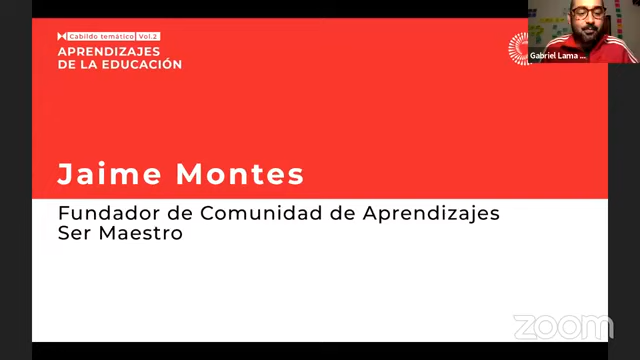 Cabildo temático Vol.2
APRENDIZAJES
DE LA EDUCACIÓN
Gabriel Lama ...
Jaime Montes
Fundador de Comunidad de Aprendizajes
Ser Maestro
zoom